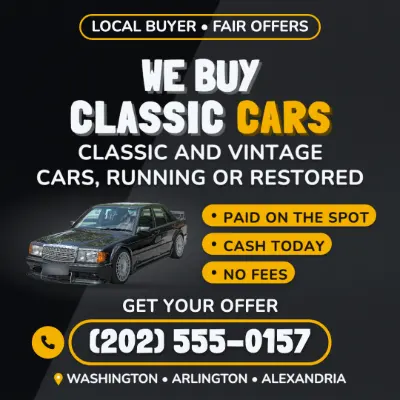 LOCAL BUYER • FAIR OFFERS
WE BUY
CLASSIC CARS
CLASSIC AND VINTAGE
CARS, RUNNING OR RESTORED
• PAID ON THE SPOT
• CASH TODAY
• NO FEES
GET YOUR OFFER
(202) 555-0157
WASHINGTON • ARLINGTON • ALEXANDRIA